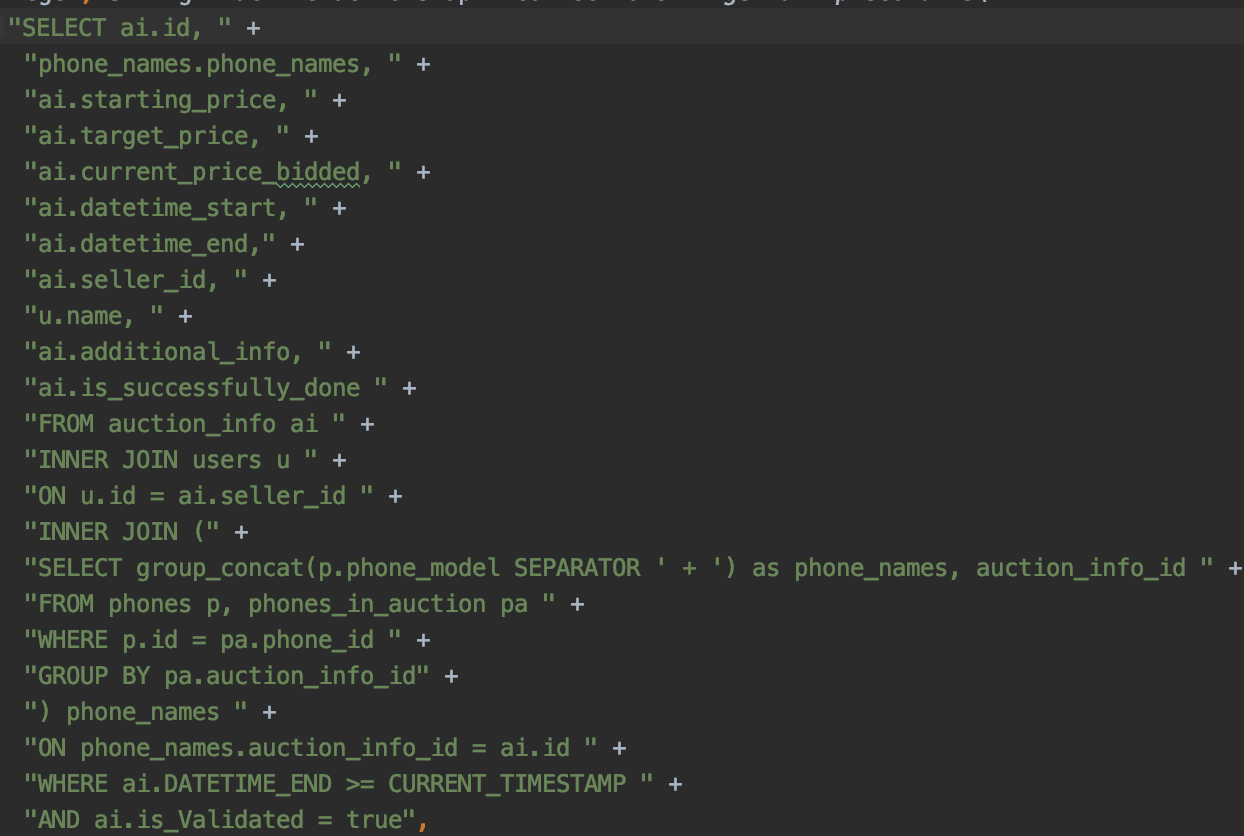 "SELECT ai.id, " +
"phone_names.phone_names, " +
"ai.starting_price, " +
"ai.target_price, " +
"ai.current_price_bidded, " +
"ai.datetime_start, " +
"ai.datetime_end," +
"ai.seller_id, " +
"u.name, " +
"ai.additional_info, " +
"ai.is_successfully_done " +
"FROM auction_info ai " +
"INNER JOIN users u " +
"ON u.id = ai.seller_id " +
"INNER JOIN (" +
"SELECT group_concat(p.phone_model SEPARATOR ' + ') as phone_names, auction_info_id " +
"FROM phones p, phones_in_auction pa " +
"WHERE p.id = pa.phone_id " +
"GROUP BY pa.auction_info_id" +
") phone_names " +
"ON phone_names.auction_info_id = ai.id " +
"WHERE ai.DATETIME_END >= CURRENT_TIMESTAMP " +
"AND ai.is_Validated = true",